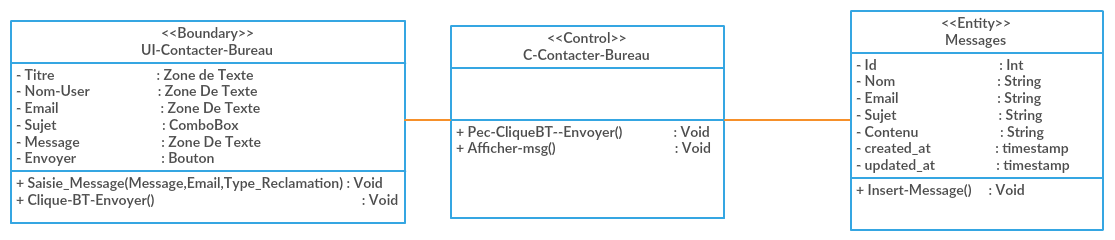 <<Boundary>>
UI-Contacter-Bureau
- Titre : Zone de Texte
- Nom-User : Zone De Texte
- Email : Zone De Texte
- Sujet : ComboBox
- Message : Zone De Texte
- Envoyer : Bouton
+ Saisie_Message(Message,Email,Type_Reclamation) : Void
+ Clique-BT-Envoyer() : Void
<<Control>>
C-Contacter-Bureau
+ Pec-CliqueBT--Envoyer() : Void
+ Afficher-msg() : Void
<<Entity>>
Messages
- Id : Int
- Nom : String
- Email : String
- Sujet : String
- Contenu : String
- created_at : timestamp
- updated_at : timestamp
+ Insert-Message() : Void